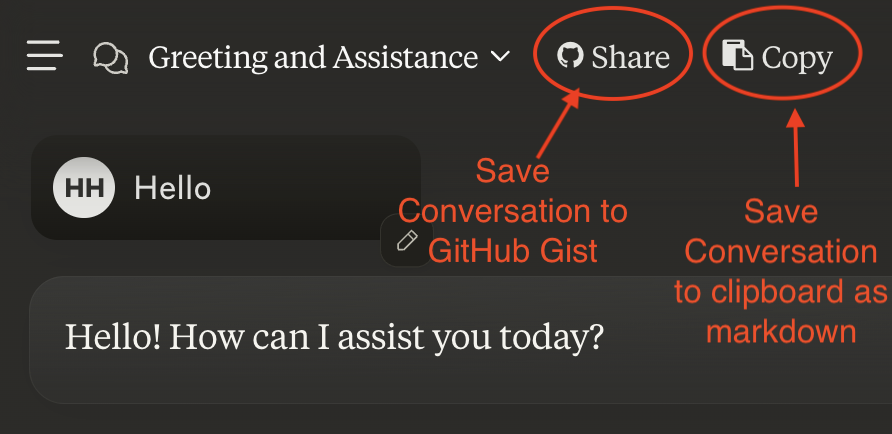 Greeting and Assistance
Share
Copy
HH
Hello
Save
Conversation to
GitHub Gist
Save
Conversation
to clipboard as
markdown
Hello! How can I assist you today?